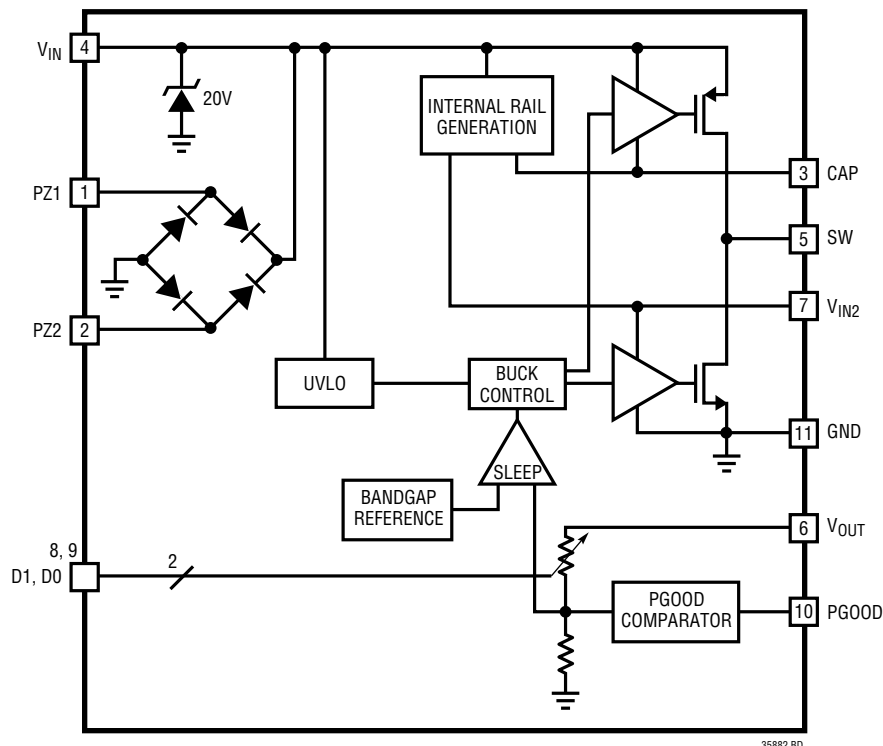 VIN 4
20V
INTERNAL RAIL
GENERATION
PZ1 1
3 CAP
5 SW
7 VIN2
PZ2 2
UVLO
BUCK
CONTROL
11 GND
SLEEP
BANDGAP
REFERENCE
6 VOUT
8, 9
D1, D0
2
PGOOD
COMPARATOR
10 PGOOD
35882 BD